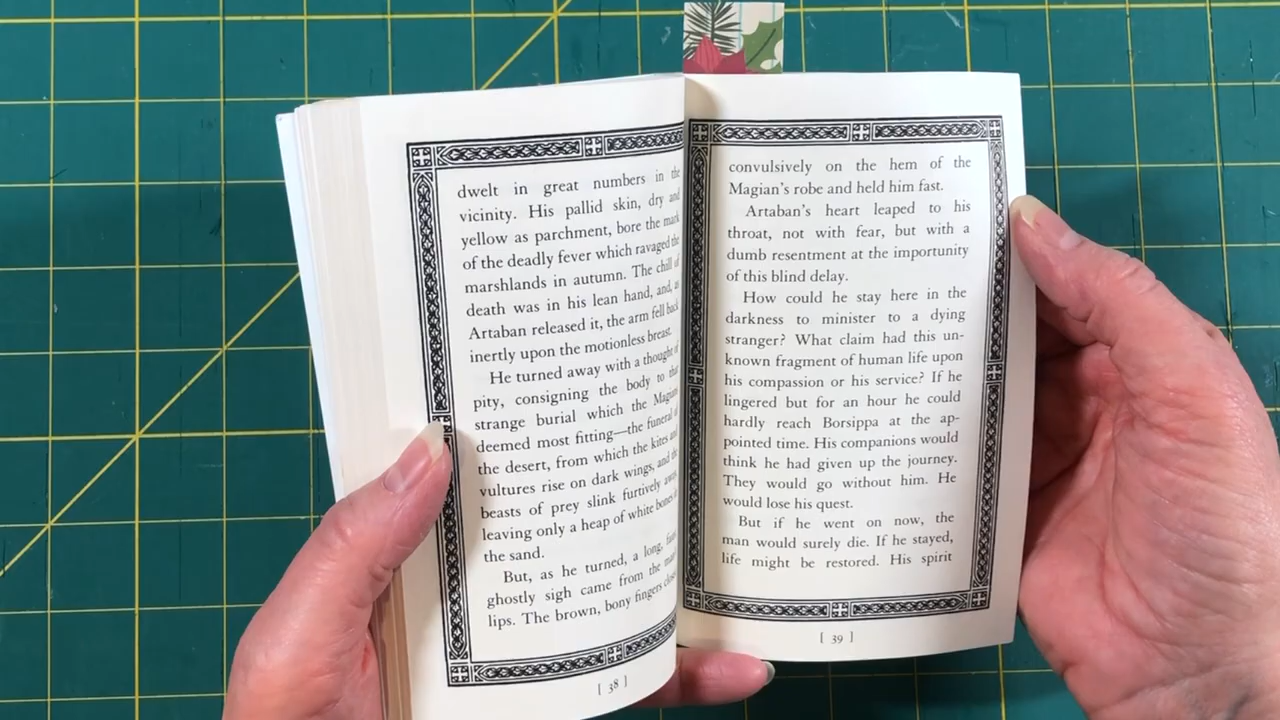 dwelt in great numbers in the
vicinity. His pallid skin, dry and
yellow as parchment, bore the mark
of the deadly fever which ravaged the
marshlands in autumn. The chill of
death was in his lean hand, and, as
Artaban released it, the arm fell back
inertly upon the motionless breast.
He turned away with a thought of
pity, consigning the body to that
strange burial which the Magians
deemed most fitting—the funeral of
the desert, from which the kites and
vultures rise on dark wings, and the
beasts of prey slink furtively away,
leaving only a heap of white bones in
the sand.
But, as he turned, a long, faint,
ghostly sigh came from the man's
lips. The brown, bony fingers closed
[ 38 ]
convulsively on the hem of the
Magian's robe and held him fast.
Artaban's heart leaped to his
throat, not with fear, but with a
dumb resentment at the importunity
of this blind delay.
How could he stay here in the
darkness to minister to a dying
stranger? What claim had this un-
known fragment of human life upon
his compassion or his service? If he
lingered but for an hour he could
hardly reach Borsippa at the ap-
pointed time. His companions would
think he had given up the journey.
They would go without him. He
would lose his quest.
But if he went on now, the
man would surely die. If he stayed,
life might be restored. His spirit
[ 39 ]